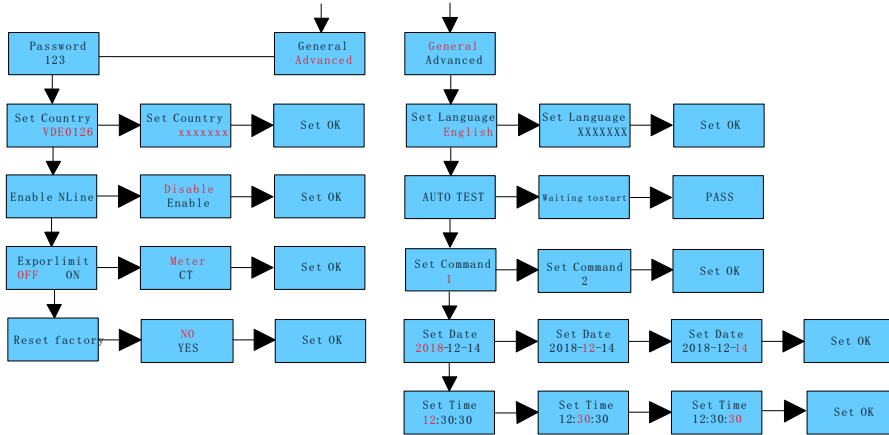 Password
123
General
Advanced
Set Country
VDE0126
Set Country
xxxxxxx
Set OK
Enable NLine
Disable
Enable
Set OK
Exporlimit
OFF ON
Meter
CT
Set OK
Reset factory
NO
YES
Set OK
General
Advanced
Set Language
English
Set Language
XXXXXXX
Set OK
AUTO TEST
Waiting tostart
PASS
Set Command
1
Set Command
2
Set OK
Set Date
2018-12-14
Set Date
2018-12-14
Set Date
2018-12-14
Set OK
Set Time
12:30:30
Set Time
12:30:30
Set Time
12:30:30
Set OK